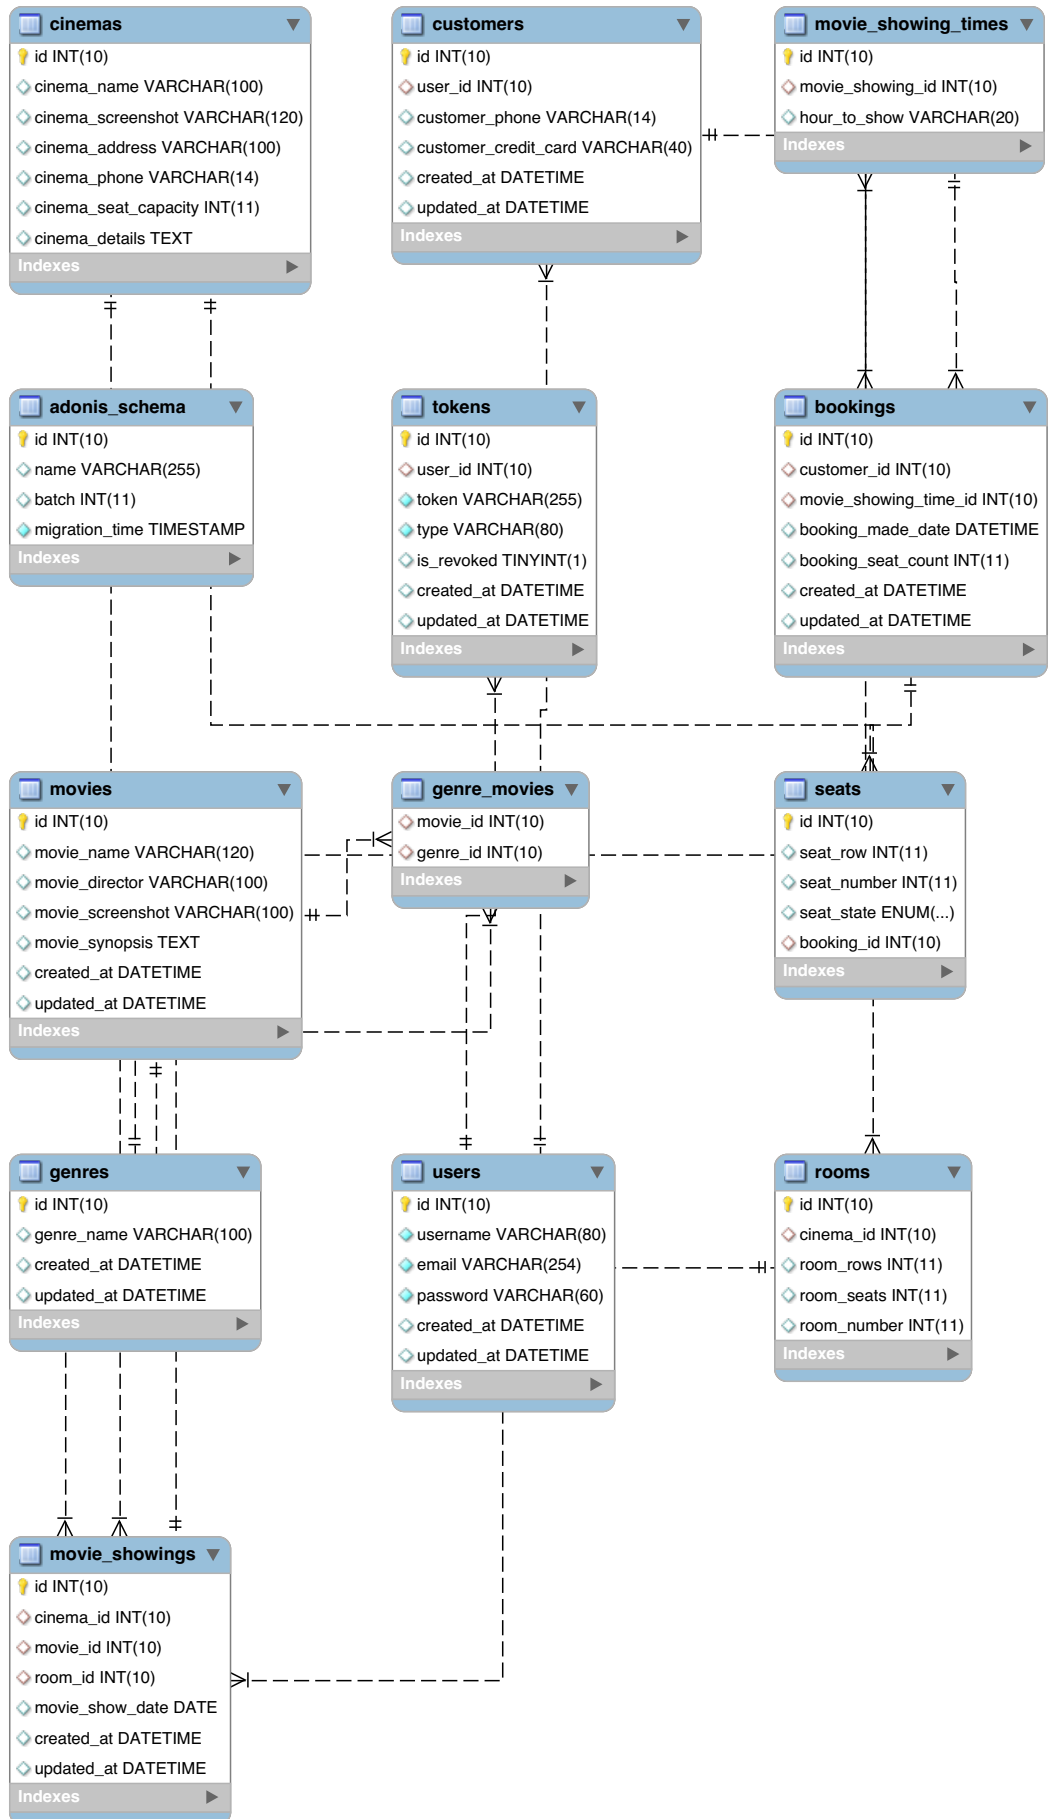 cinemas
id INT(10)
cinema_name VARCHAR(100)
cinema_screenshot VARCHAR(120)
cinema_address VARCHAR(100)
cinema_phone VARCHAR(14)
cinema_seat_capacity INT(11)
cinema_details TEXT
Indexes
customers
id INT(10)
user_id INT(10)
customer_phone VARCHAR(14)
customer_credit_card VARCHAR(40)
created_at DATETIME
updated_at DATETIME
Indexes
movie_showing_times
id INT(10)
movie_showing_id INT(10)
hour_to_show VARCHAR(20)
Indexes
adonis_schema
id INT(10)
name VARCHAR(255)
batch INT(11)
migration_time TIMESTAMP
Indexes
tokens
id INT(10)
user_id INT(10)
token VARCHAR(255)
type VARCHAR(80)
is_revoked TINYINT(1)
created_at DATETIME
updated_at DATETIME
Indexes
bookings
id INT(10)
customer_id INT(10)
movie_showing_time_id INT(10)
booking_made_date DATETIME
booking_seat_count INT(11)
created_at DATETIME
updated_at DATETIME
Indexes
movies
id INT(10)
movie_name VARCHAR(120)
movie_director VARCHAR(100)
movie_screenshot VARCHAR(100)
movie_synopsis TEXT
created_at DATETIME
updated_at DATETIME
Indexes
genre_movies
movie_id INT(10)
genre_id INT(10)
Indexes
seats
id INT(10)
seat_row INT(11)
seat_number INT(11)
seat_state ENUM(...)
booking_id INT(10)
Indexes
genres
id INT(10)
genre_name VARCHAR(100)
created_at DATETIME
updated_at DATETIME
Indexes
users
id INT(10)
username VARCHAR(80)
email VARCHAR(254)
password VARCHAR(60)
created_at DATETIME
updated_at DATETIME
Indexes
rooms
id INT(10)
cinema_id INT(10)
room_rows INT(11)
room_seats INT(11)
room_number INT(11)
Indexes
movie_showings
id INT(10)
cinema_id INT(10)
movie_id INT(10)
room_id INT(10)
movie_show_date DATE
created_at DATETIME
updated_at DATETIME
Indexes